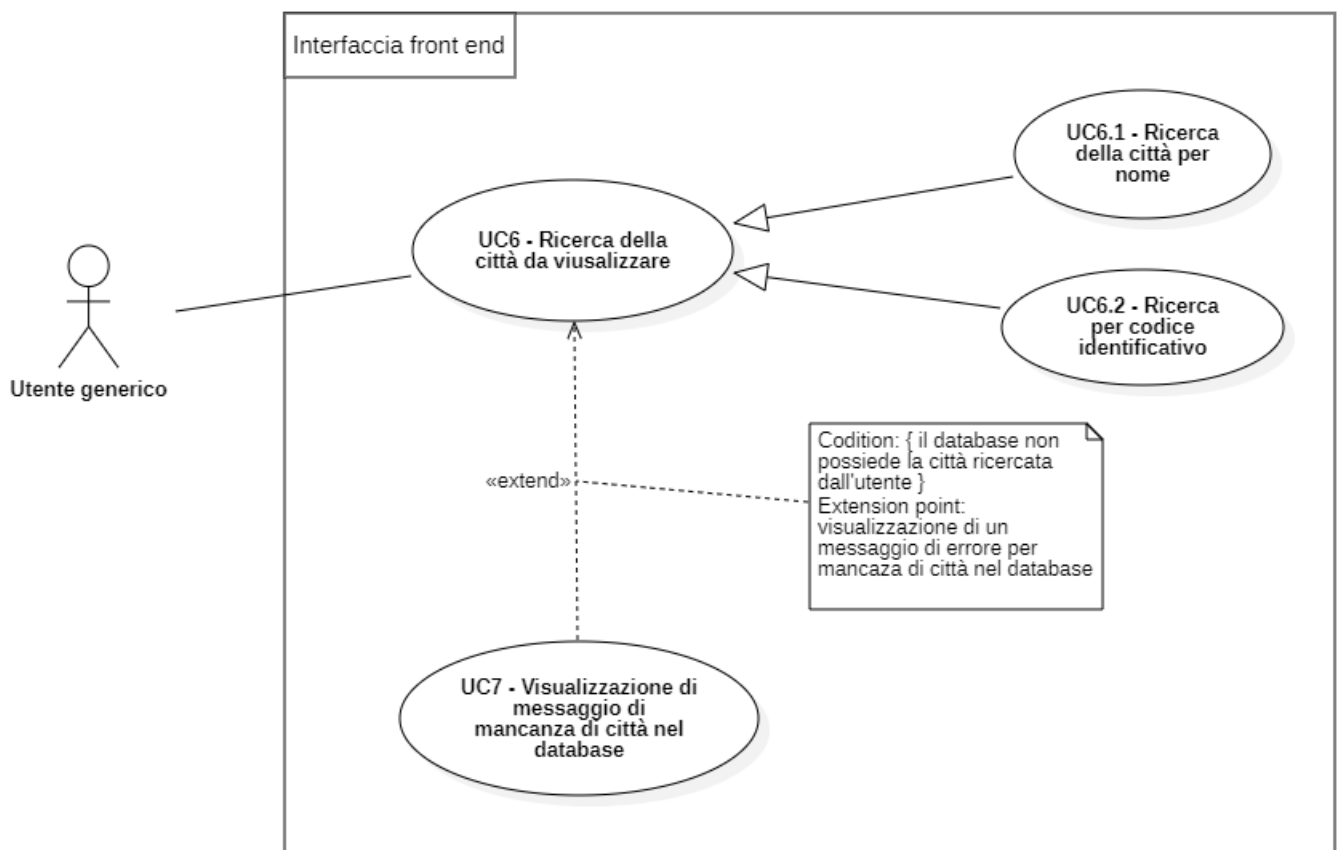 Interfaccia front end
UC6.1 - Ricerca
della città per
nome
UC6 - Ricerca della
città da viusalizzare
UC6.2 - Ricerca
per codice
identificativo
Utente generico
Codition: { il database non
possiede la città ricercata
dall'utente }
Extension point:
visualizzazione di un
messaggio di errore per
mancaza di città nel database
«extend»
UC7 - Visualizzazione di
messaggio di
mancanza di città nel
database